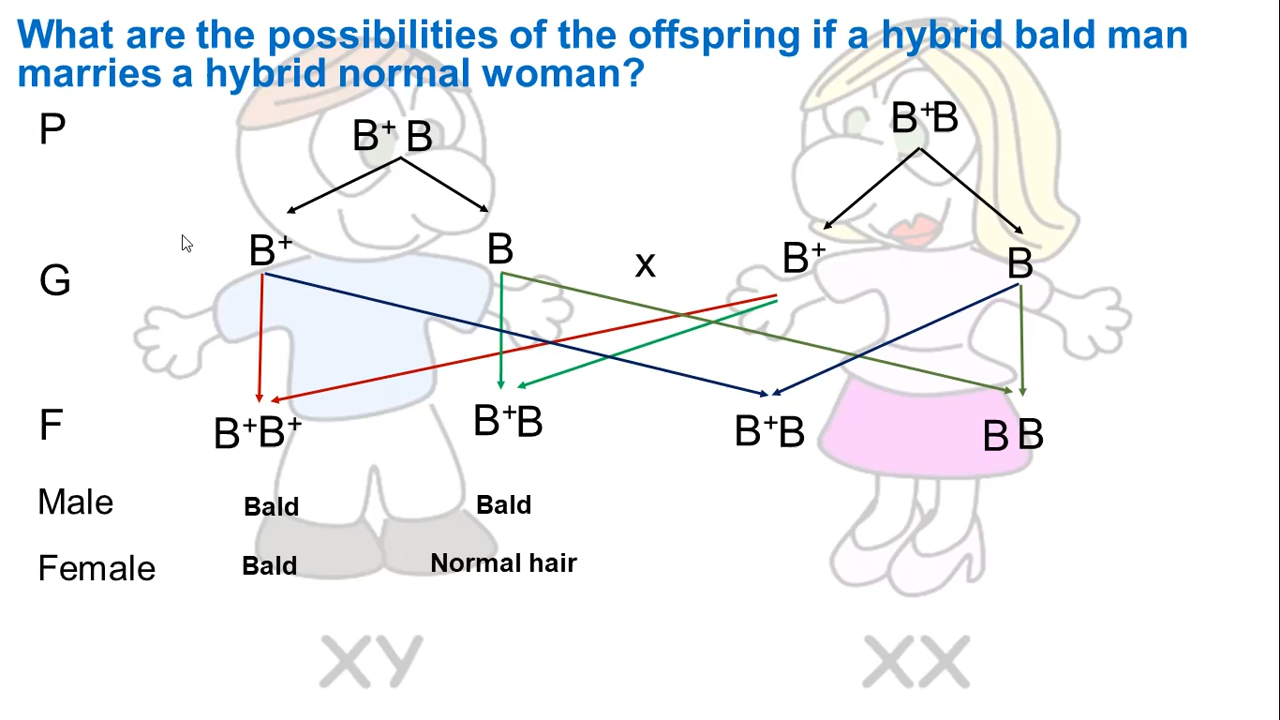 What are the possibilities of the offspring if a hybrid bald man
marries a hybrid normal woman?
P B⁺ B B⁺B
G B⁺ B x B⁺ B
F B⁺B⁺ B⁺B B⁺B B B
Male Bald Bald
Female Bald Normal hair
XY XX